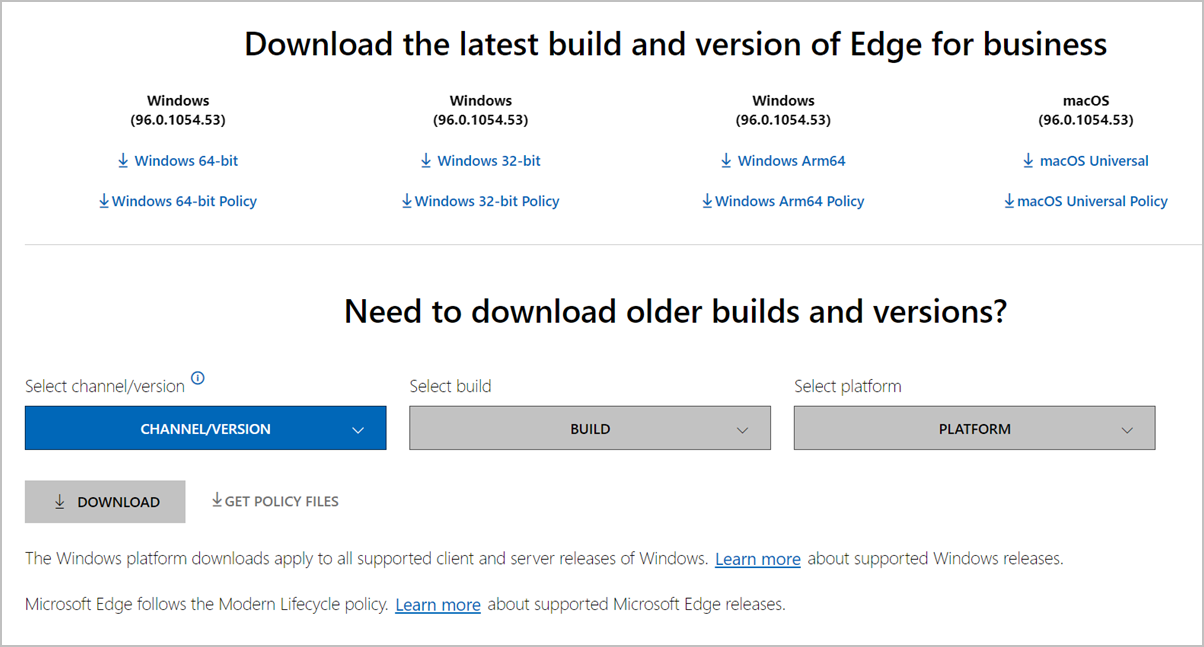 Download the latest build and version of Edge for business
Windows
(96.0.1054.53)
Windows 64-bit
Windows 64-bit Policy
Windows
(96.0.1054.53)
Windows 32-bit
Windows 32-bit Policy
Windows
(96.0.1054.53)
Windows Arm64
Windows Arm64 Policy
macOS
(96.0.1054.53)
macOS Universal
macOS Universal Policy
Need to download older builds and versions?
Select channel/version
CHANNEL/VERSION
Select build
BUILD
Select platform
PLATFORM
DOWNLOAD
GET POLICY FILES
The Windows platform downloads apply to all supported client and server releases of Windows. Learn more about supported Windows releases.
Microsoft Edge follows the Modern Lifecycle policy. Learn more about supported Microsoft Edge releases.